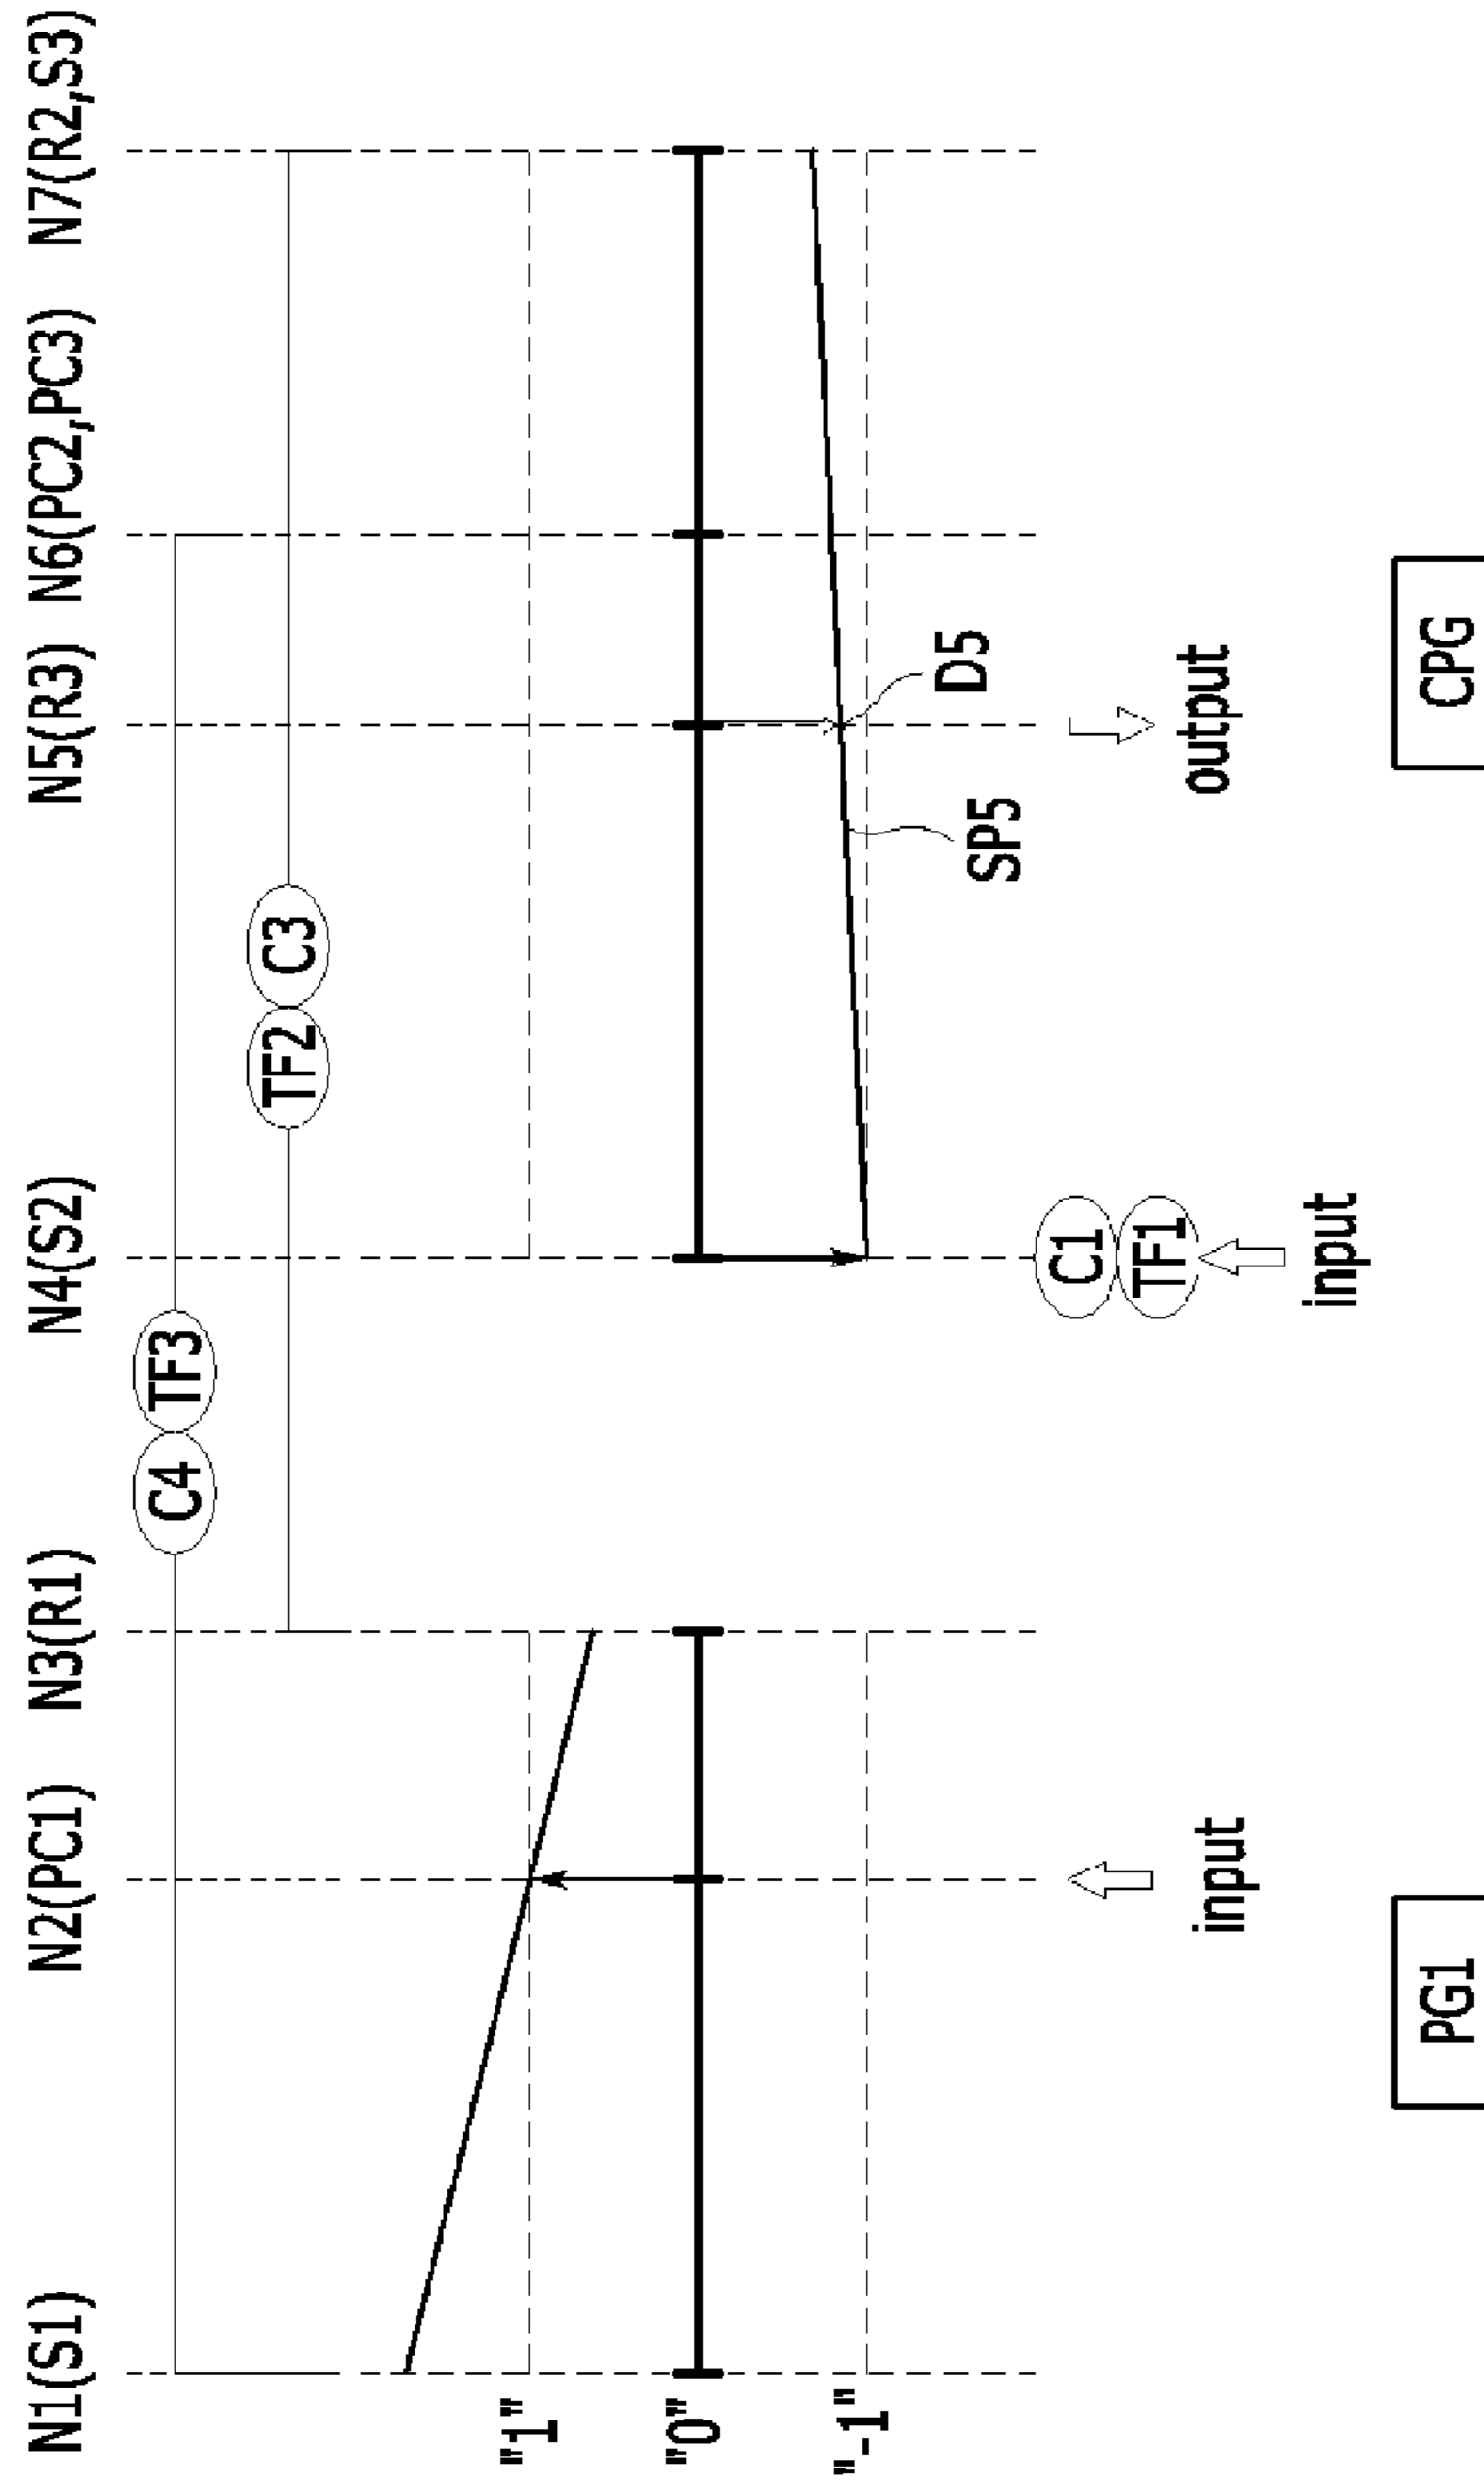 N1(S1) N2(PC1) N3(R1) N4(S2) N5(R3) N6(PC2,PC3) N7(R2,S3)
C4 TF3
TF2 C3
"1"
"0"
"-1"
SP5 D5
C1
TF1
input output
input
PG1 CPG